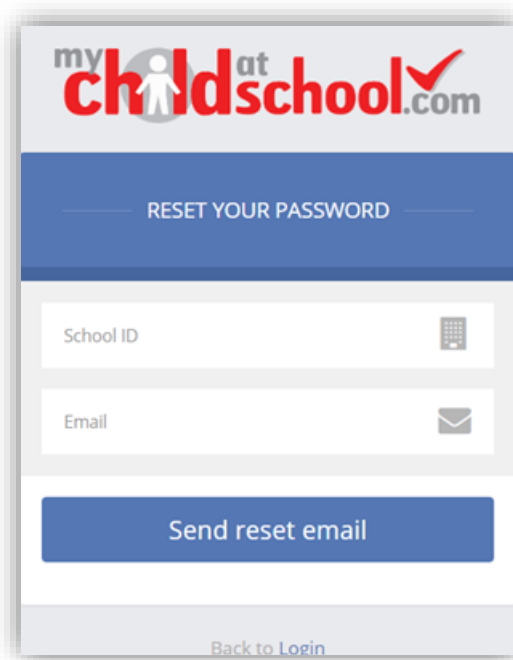 my child at school.com
RESET YOUR PASSWORD
School ID
Email
Send reset email
Back to Login